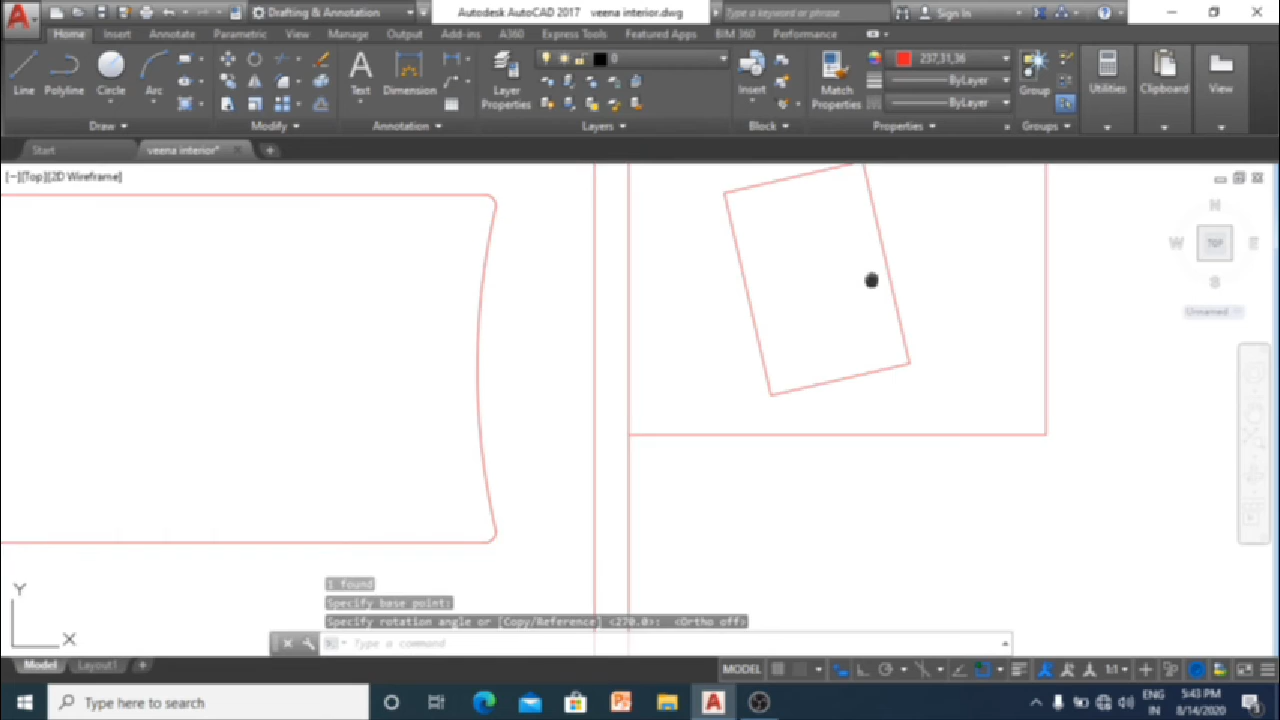 Drafting & Annotation Autodesk AutoCAD 2017 veena interior.dwg Type a keyword or phrase Sign In
Home Insert Annotate Parametric View Manage Output Add-ins A360 Express Tools Featured Apps BIM 360 Performance
0 237,31,36
Line Polyline Circle Arc Text Dimension Layer Properties Insert Match Properties ByLayer Group Utilities Clipboard View
ByLayer
Draw Modify Annotation Layers Block Properties Groups
Start veena interior* +
[−][Top][2D Wireframe]
N
W TOP E
S
Unnamed
1 found
Y
Specify base point:
Specify rotation angle or [Copy/Reference] <270.0>: <Ortho off>
X
Type a command
Model Layout1 + MODEL 1:1
Type here to search
ENG 5:43 PM
IN 8/14/2020